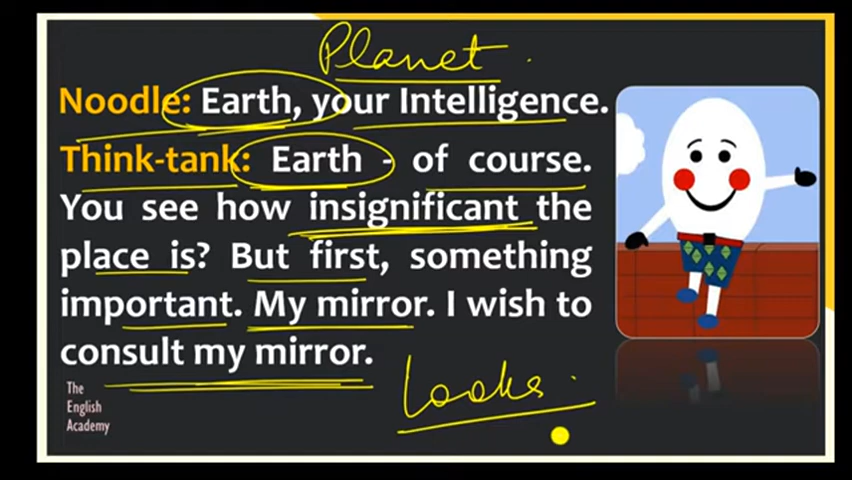 Planet.
Noodle: Earth, your Intelligence.
Think-tank: Earth - of course.
You see how insignificant the
place is? But first, something
important. My mirror. I wish to
consult my mirror.
Looks.
The
English
Academy